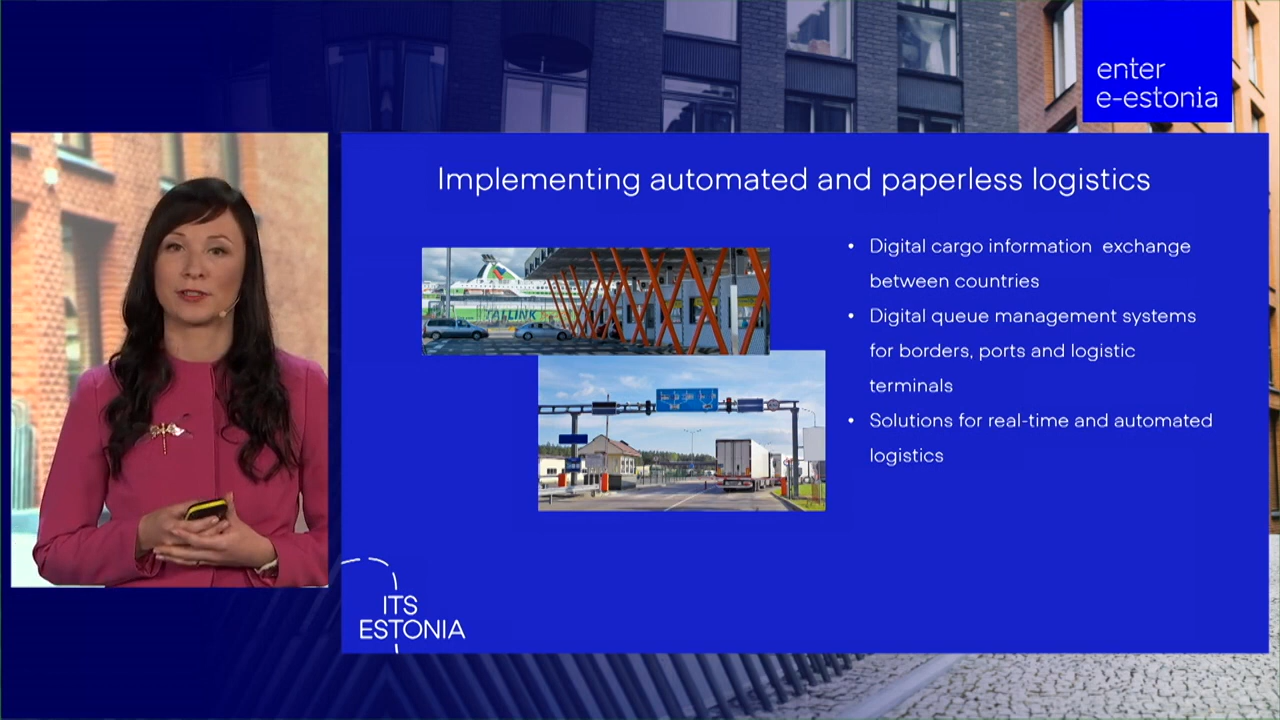 enter
e-estonia
Implementing automated and paperless logistics
• Digital cargo information exchange
between countries
• Digital queue management systems
for borders, ports and logistic
terminals
• Solutions for real-time and automated
logistics
TALLINK
ITS
ESTONIA